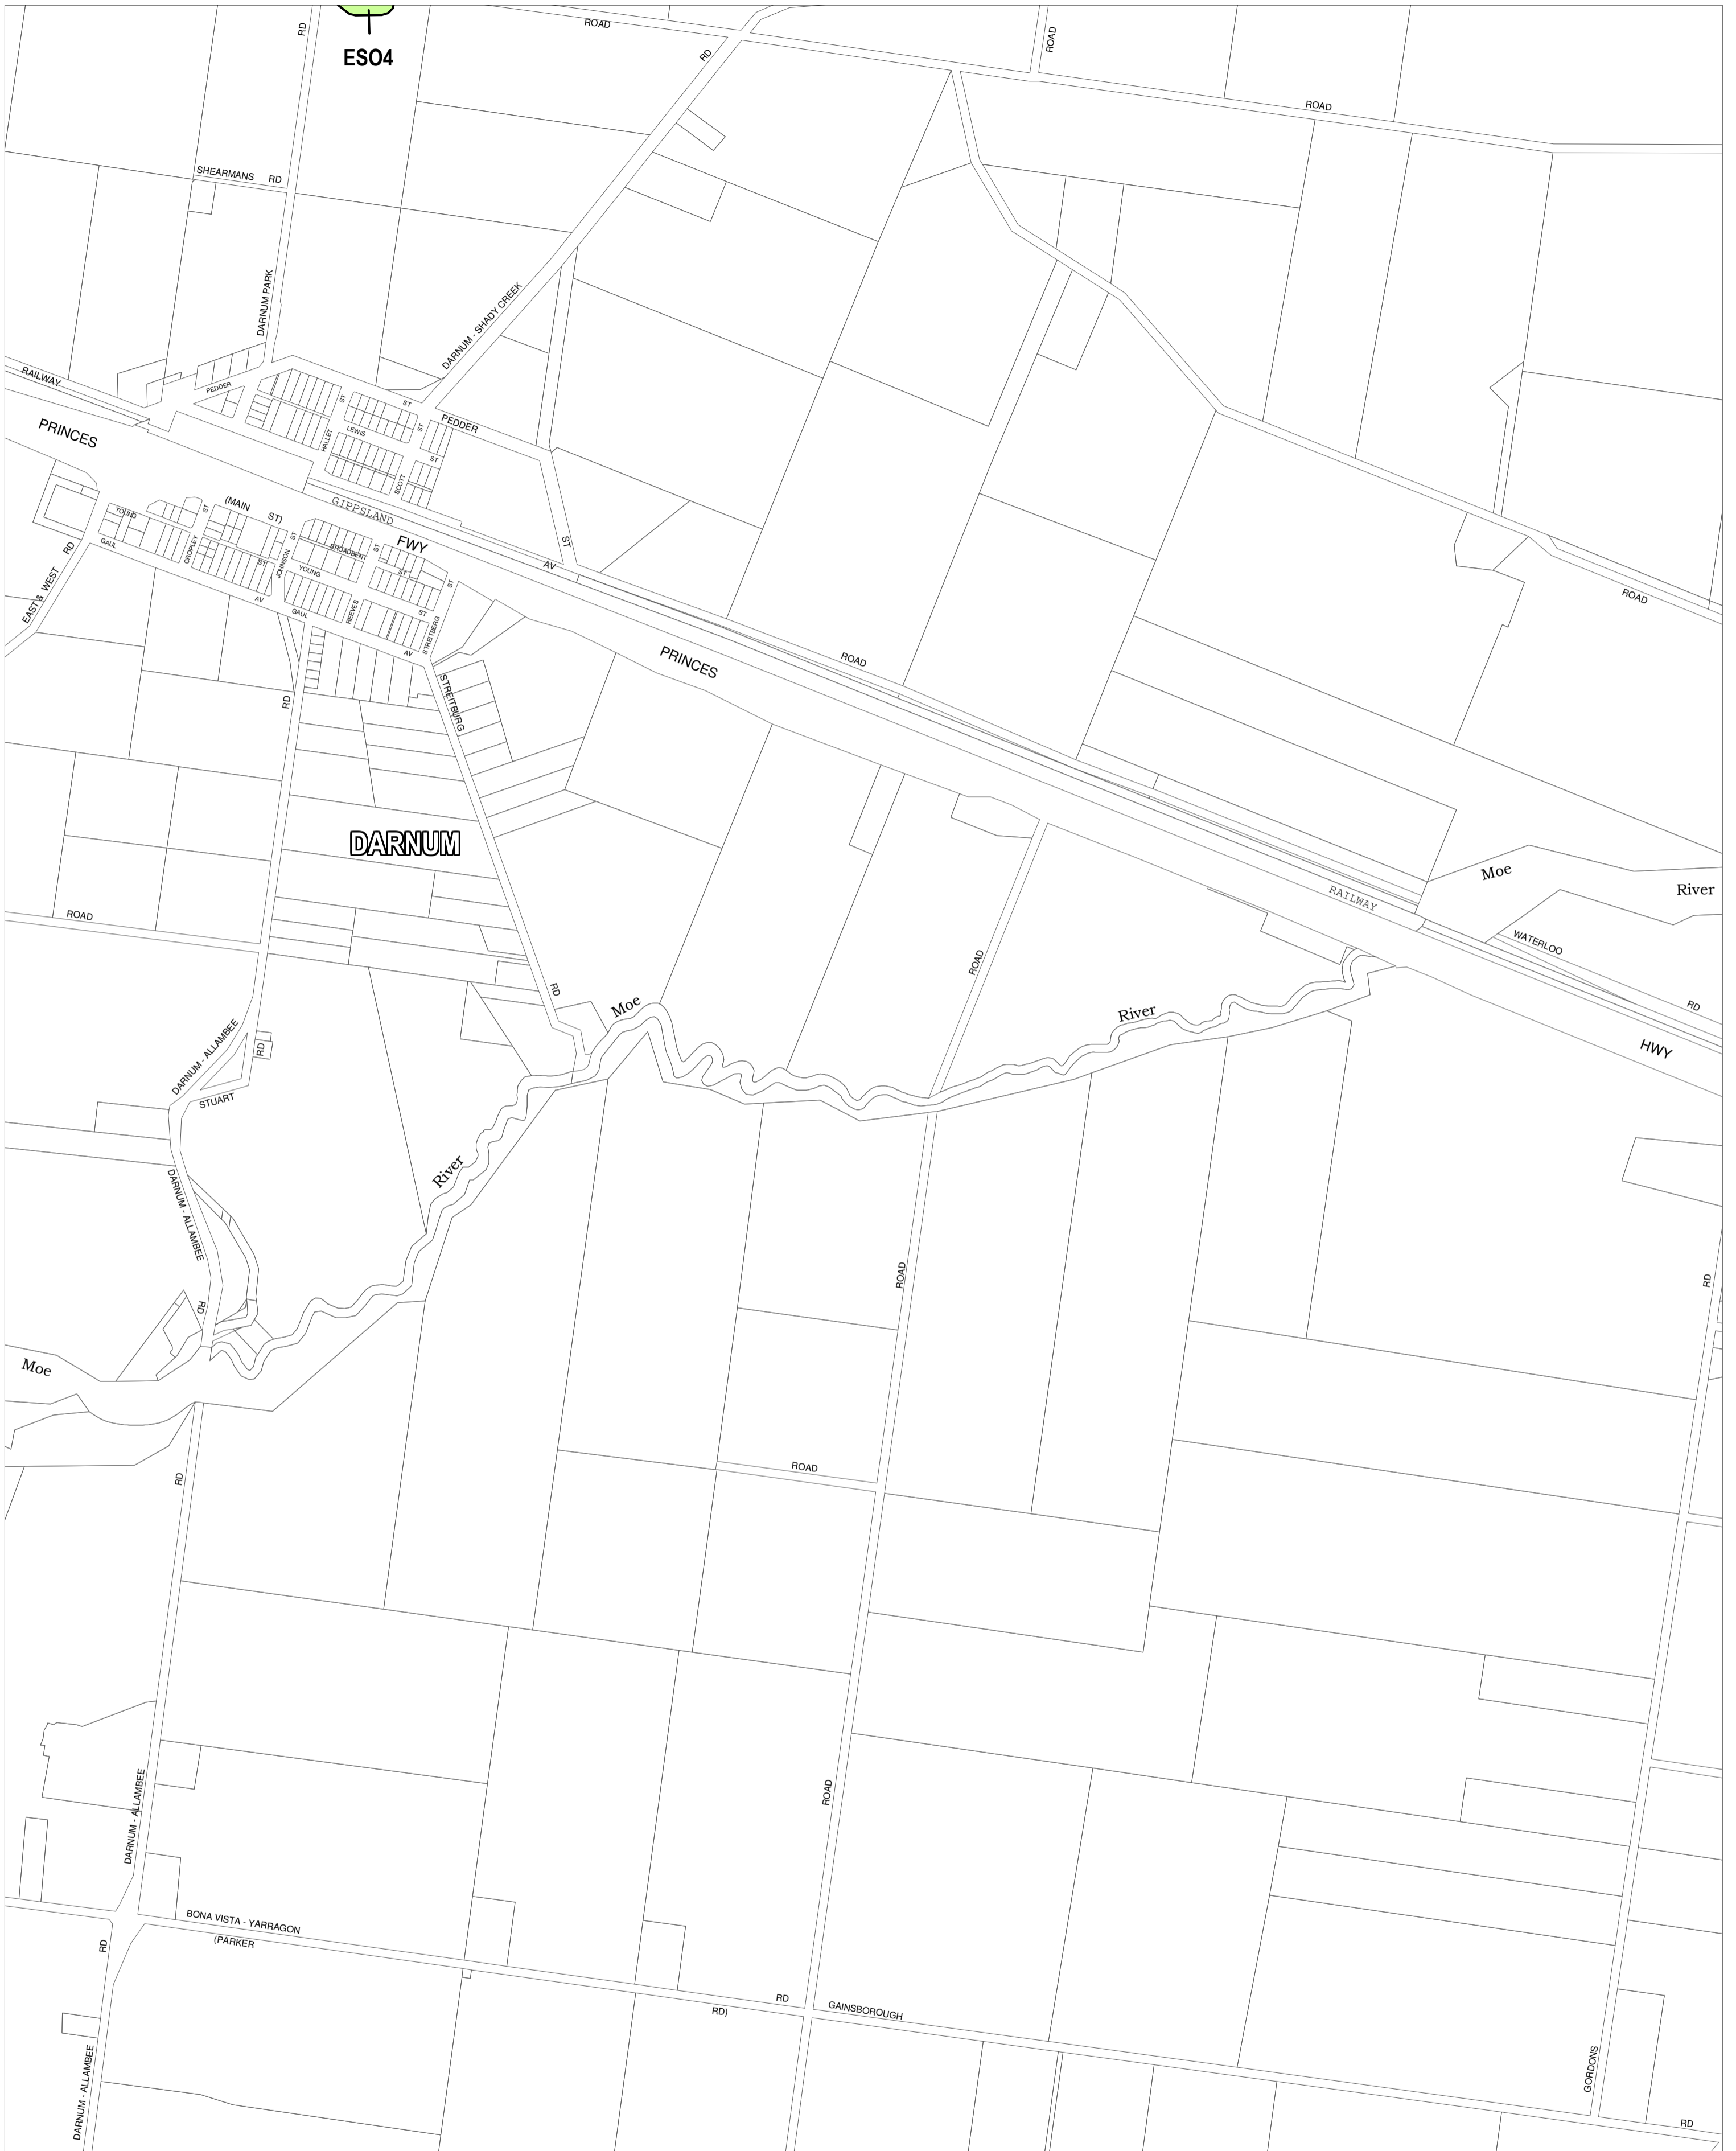 ROAD
RD
ROAD
RD
ESO4
ROAD
SHEARMANS RD
DARNUM PARK
DARNUM - SHADY CREEK
RAILWAY
PEDDER
ST
ST
PEDDER
ST
LEWIS
HALLET
ST
SCOTT
PRINCES
GIPPSLAND
(MAIN ST)
ST
YOUNG
ST
FWY
ST
BROADBENT
ST
GAUL
CROPLEY
ST
JOHNSON
YOUNG
ST
ST
AV
RD
EAST & WEST
AV
GAUL
REEVES
ST
STREITBERG
AV
ROAD
ROAD
PRINCES
STREITBURG
RD
DARNUM
Moe
River
RAILWAY
ROAD
WATERLOO
ROAD
RD
RD
Moe
River
HWY
DARNUM - ALLAMBEE
RD
STUART
River
DARNUM - ALLAMBEE
ROAD
RD
RD
Moe
ROAD
RD
ROAD
DARNUM - ALLAMBEE
BONA VISTA - YARRAGON
(PARKER
RD
RD
RD)
GAINSBOROUGH
DARNUM - ALLAMBEE
GORDONS
RD